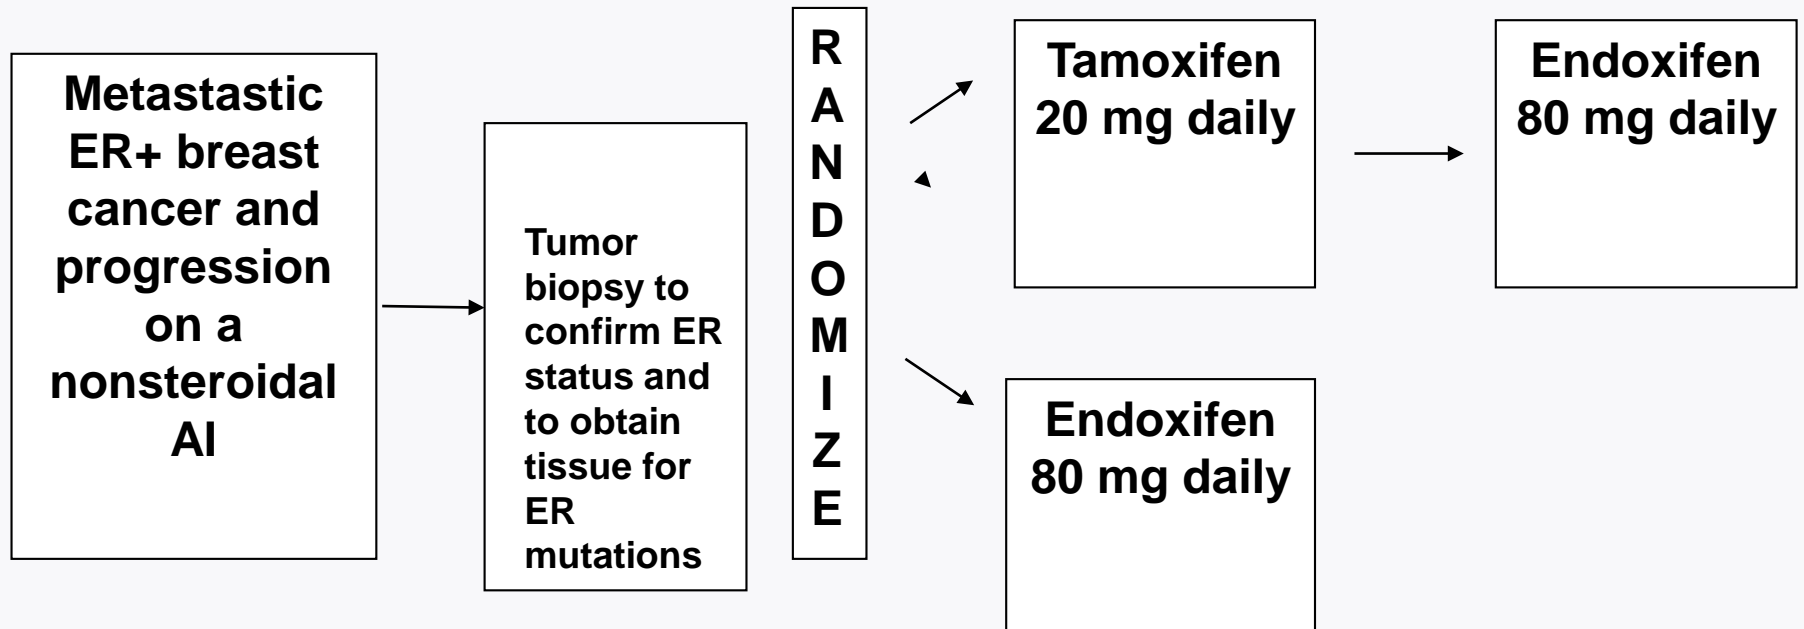 Metastastic
ER+ breast
cancer and
progression
on a
nonsteroidal
AI
Tumor
biopsy to
confirm ER
status and
to obtain
tissue for
ER
mutations
R
A
N
D
O
M
I
Z
E
Tamoxifen
20 mg daily
Endoxifen
80 mg daily
Endoxifen
80 mg daily